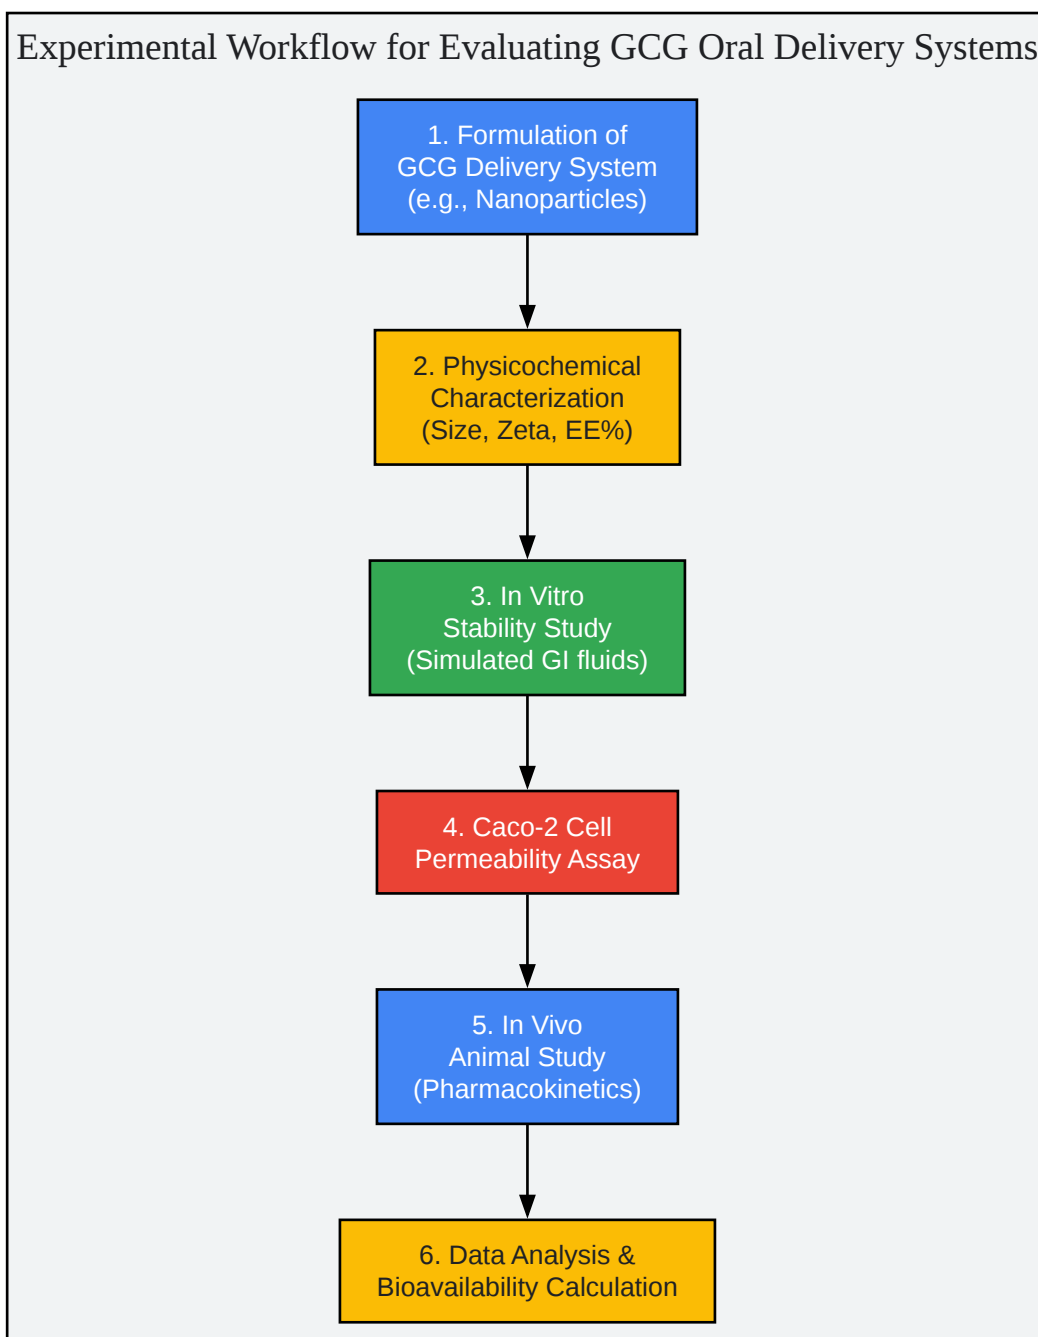 Experimental Workflow for Evaluating GCG Oral Delivery Systems
1. Formulation of
GCG Delivery System
(e.g., Nanoparticles)
2. Physicochemical
Characterization
(Size, Zeta, EE%)
3. In Vitro
Stability Study
(Simulated GI fluids)
4. Caco-2 Cell
Permeability Assay
5. In Vivo
Animal Study
(Pharmacokinetics)
6. Data Analysis &
Bioavailability Calculation